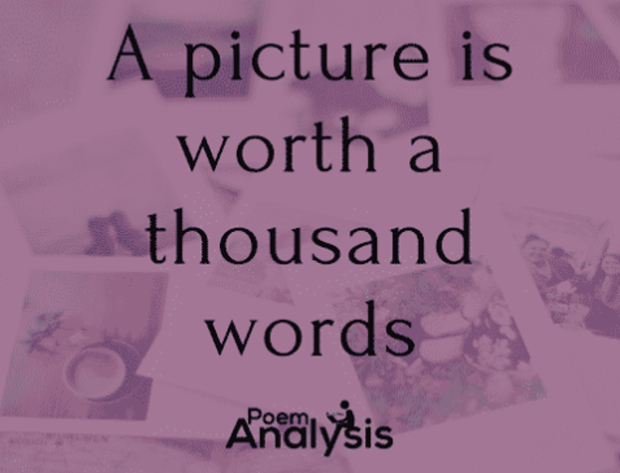 A picture is
worth a
thousand
words
Poem
Analysis